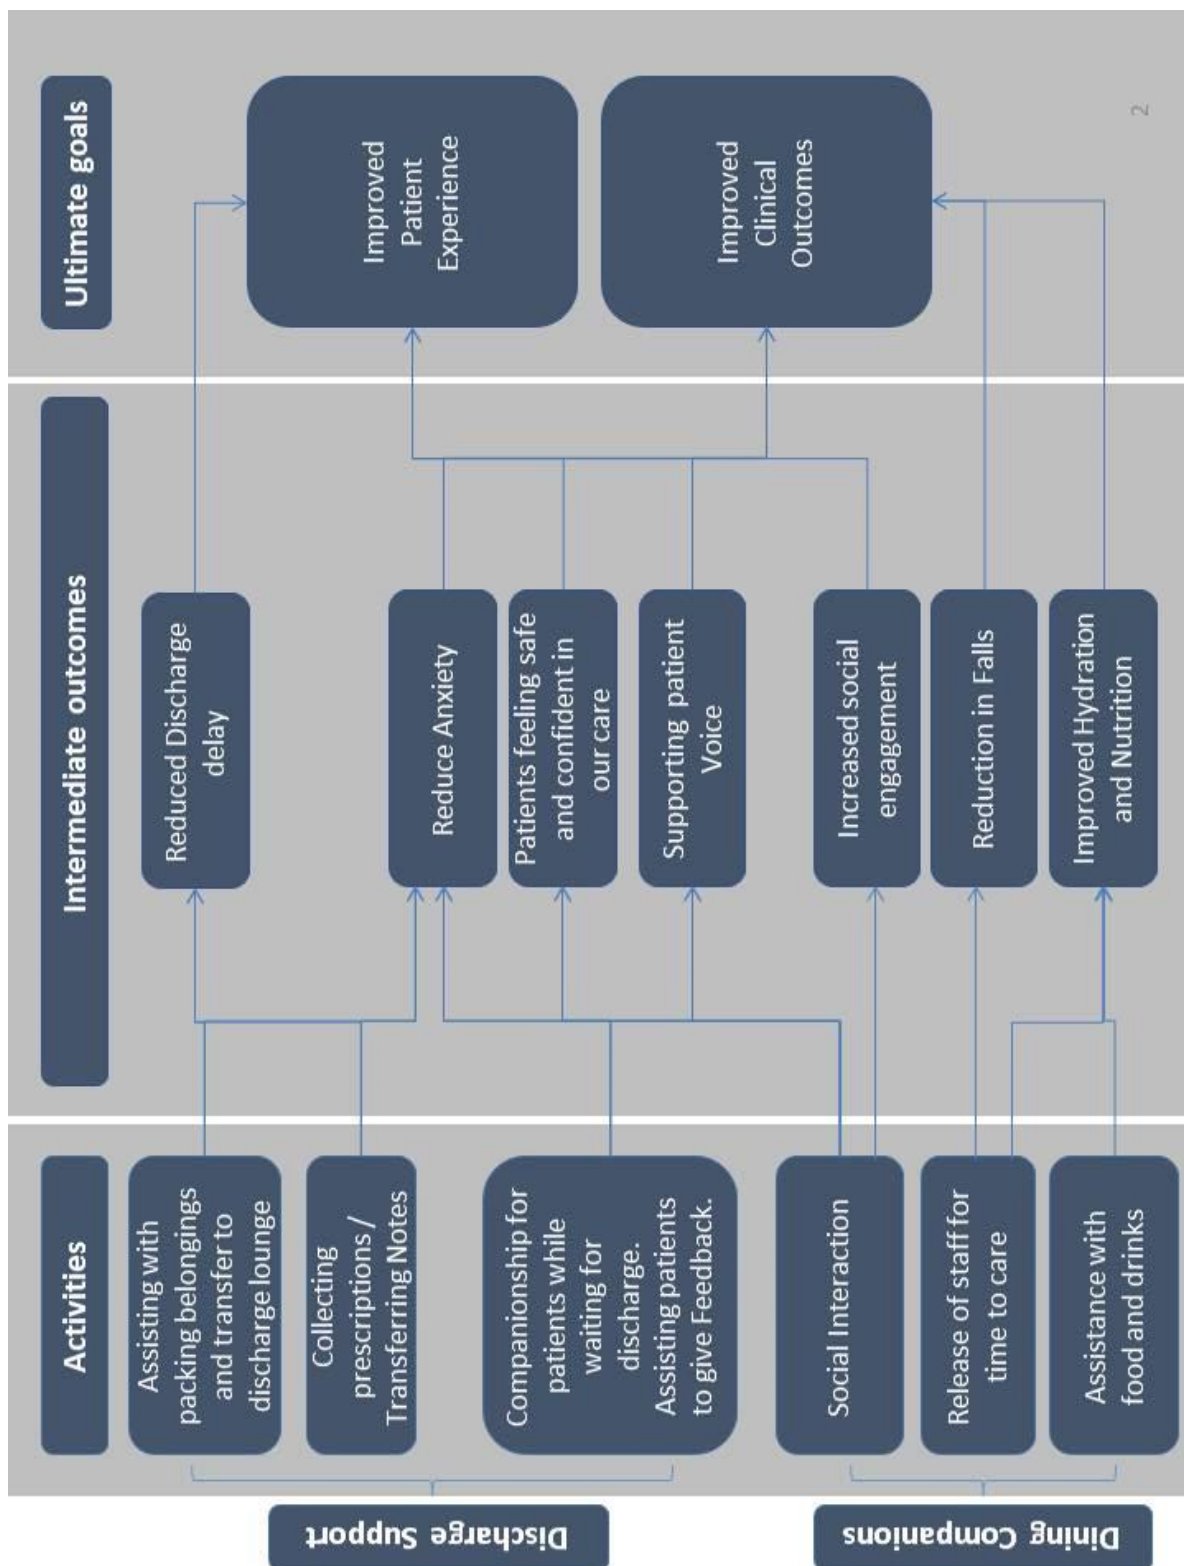 Activities
Intermediate outcomes
Ultimate goals
Discharge Support
Assisting with
packing belongings
and transfer to
discharge lounge
Collecting
prescriptions /
Transferring Notes
Companionship for
patients while
waiting for
discharge.
Assisting patients
to give Feedback.
Dining Companions
Social Interaction
Release of staff for
time to care
Assistance with
food and drinks
Reduced Discharge
delay
Reduce Anxiety
Patients feeling safe
and confident in
our care
Supporting patient
Voice
Increased social
engagement
Reduction in Falls
Improved Hydration
and Nutrition
Improved
Patient
Experience
Improved
Clinical
Outcomes
2